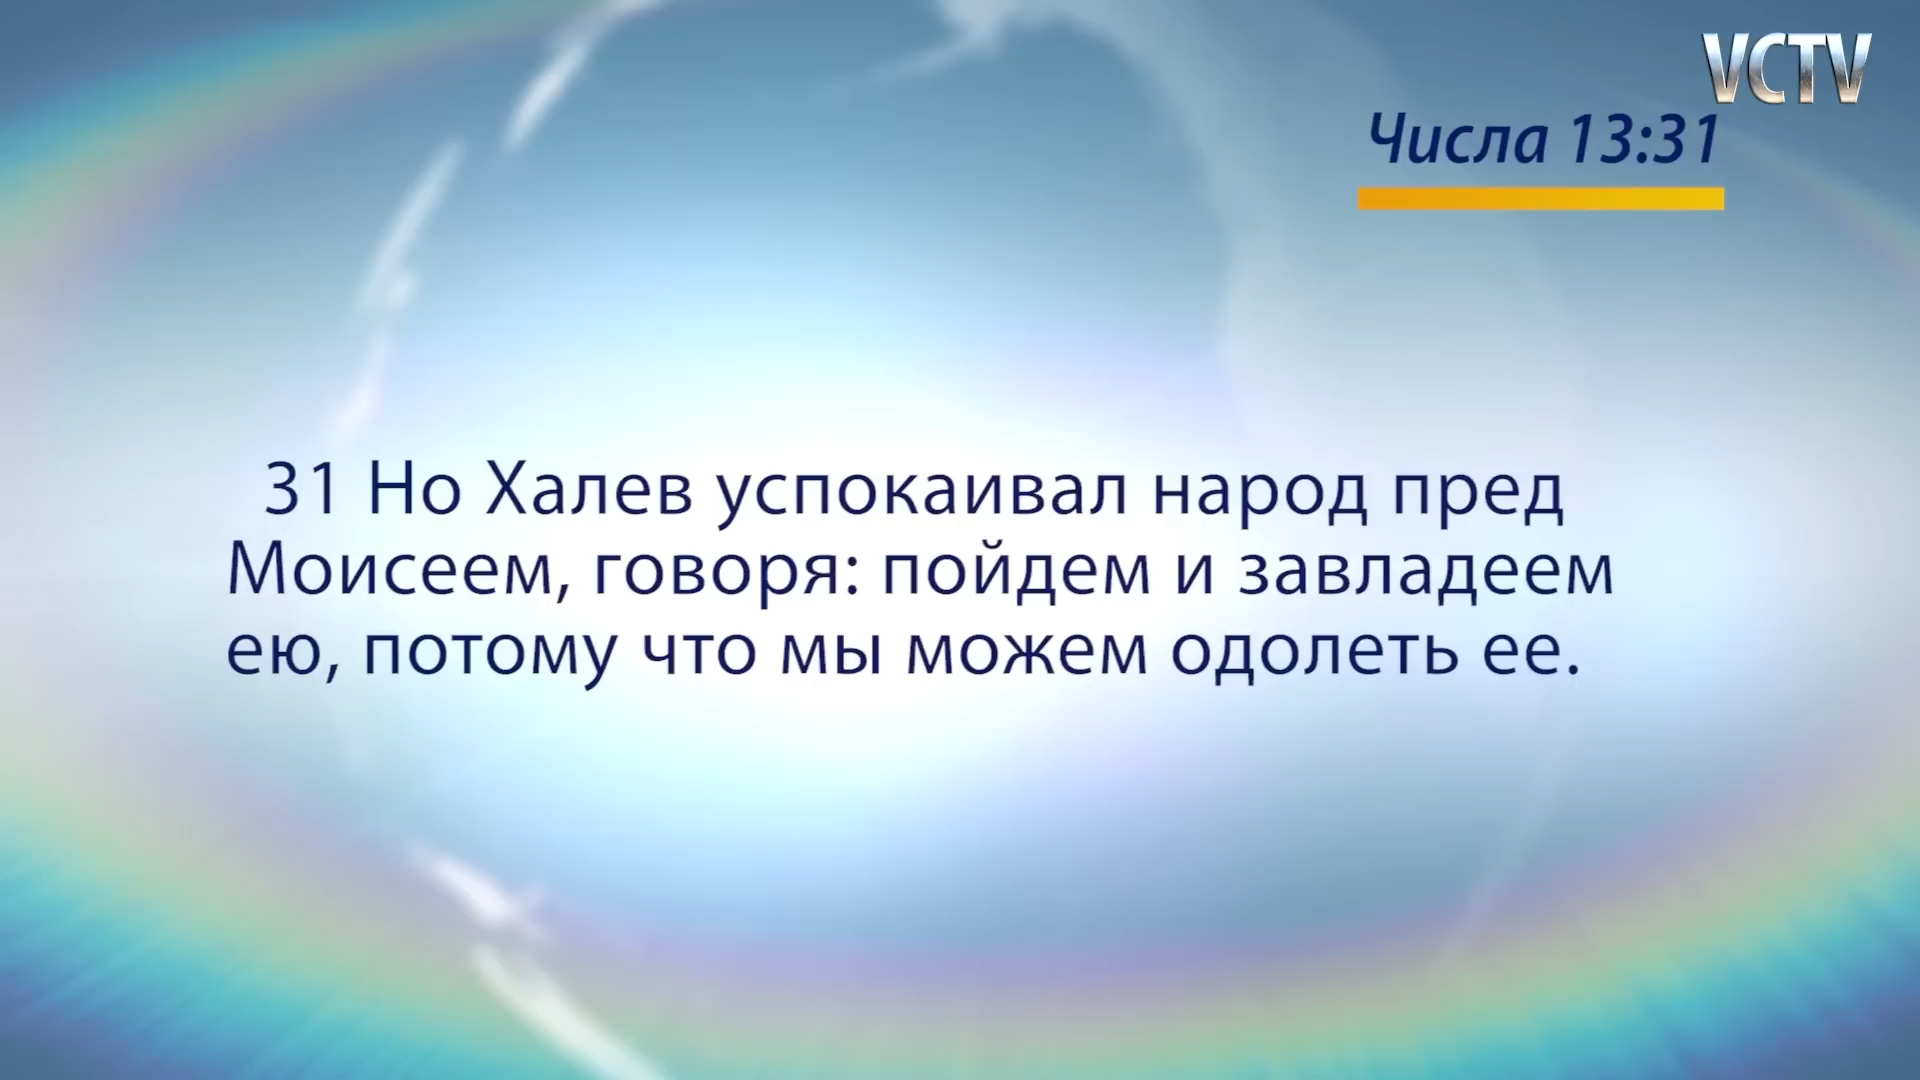 VCTV
Числа 13:31
31 Но Халев успокаивал народ пред
Моисеем, говоря: пойдем и завладеем
ею, потому что мы можем одолеть ее.